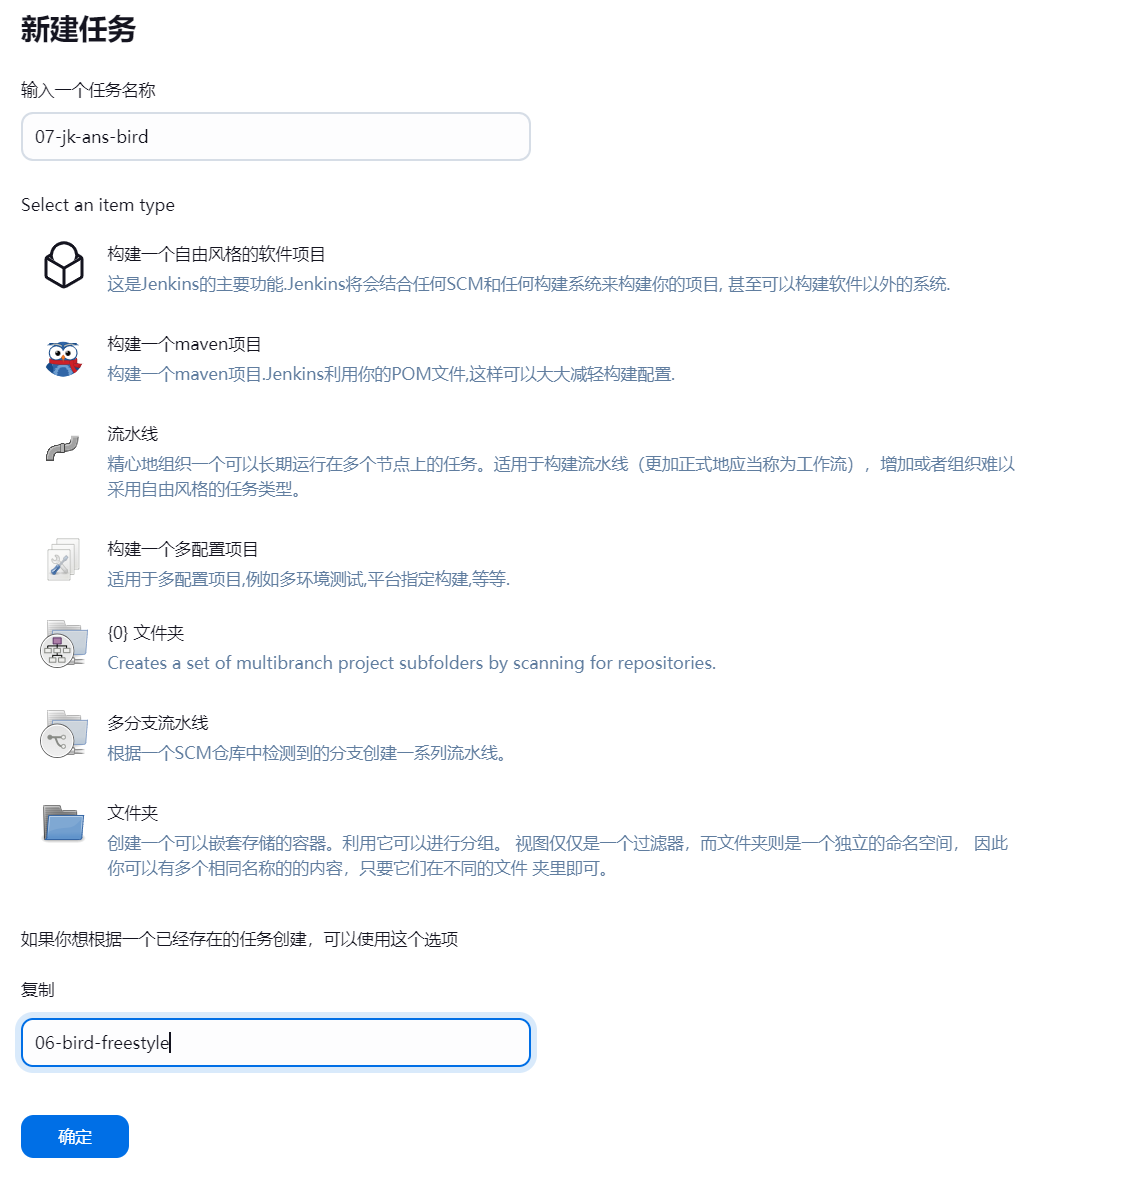 新建任务
输入一个任务名称
07-jk-ans-bird
Select an item type
构建一个自由风格的软件项目
这是Jenkins的主要功能.Jenkins将会结合任何SCM和任何构建系统来构建你的项目, 甚至可以构建软件以外的系统.
构建一个maven项目
构建一个maven项目.Jenkins利用你的POM文件,这样可以大大减轻构建配置.
流水线
精心地组织一个可以长期运行在多个节点上的任务。适用于构建流水线（更加正式地应当称为工作流），增加或者组织难以
采用自由风格的任务类型。
构建一个多配置项目
适用于多配置项目,例如多环境测试,平台指定构建,等等.
{0} 文件夹
Creates a set of multibranch project subfolders by scanning for repositories.
多分支流水线
根据一个SCM仓库中检测到的分支创建一系列流水线。
文件夹
创建一个可以嵌套存储的容器。利用它可以进行分组。 视图仅仅是一个过滤器，而文件夹则是一个独立的命名空间， 因此
你可以有多个相同名称的的内容，只要它们在不同的文件 夹里即可。
如果你想根据一个已经存在的任务创建，可以使用这个选项
复制
06-bird-freestyle
确定